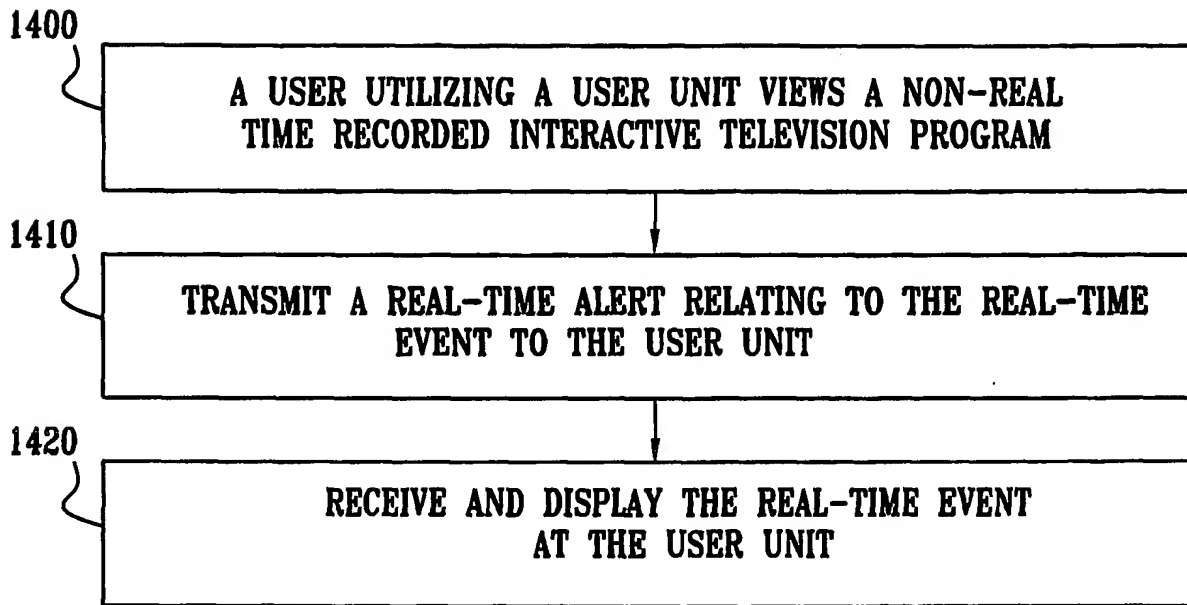 1400
A USER UTILIZING A USER UNIT VIEWS A NON-REAL
TIME RECORDED INTERACTIVE TELEVISION PROGRAM
1410
TRANSMIT A REAL-TIME ALERT RELATING TO THE REAL-TIME
EVENT TO THE USER UNIT
1420
RECEIVE AND DISPLAY THE REAL-TIME EVENT
AT THE USER UNIT